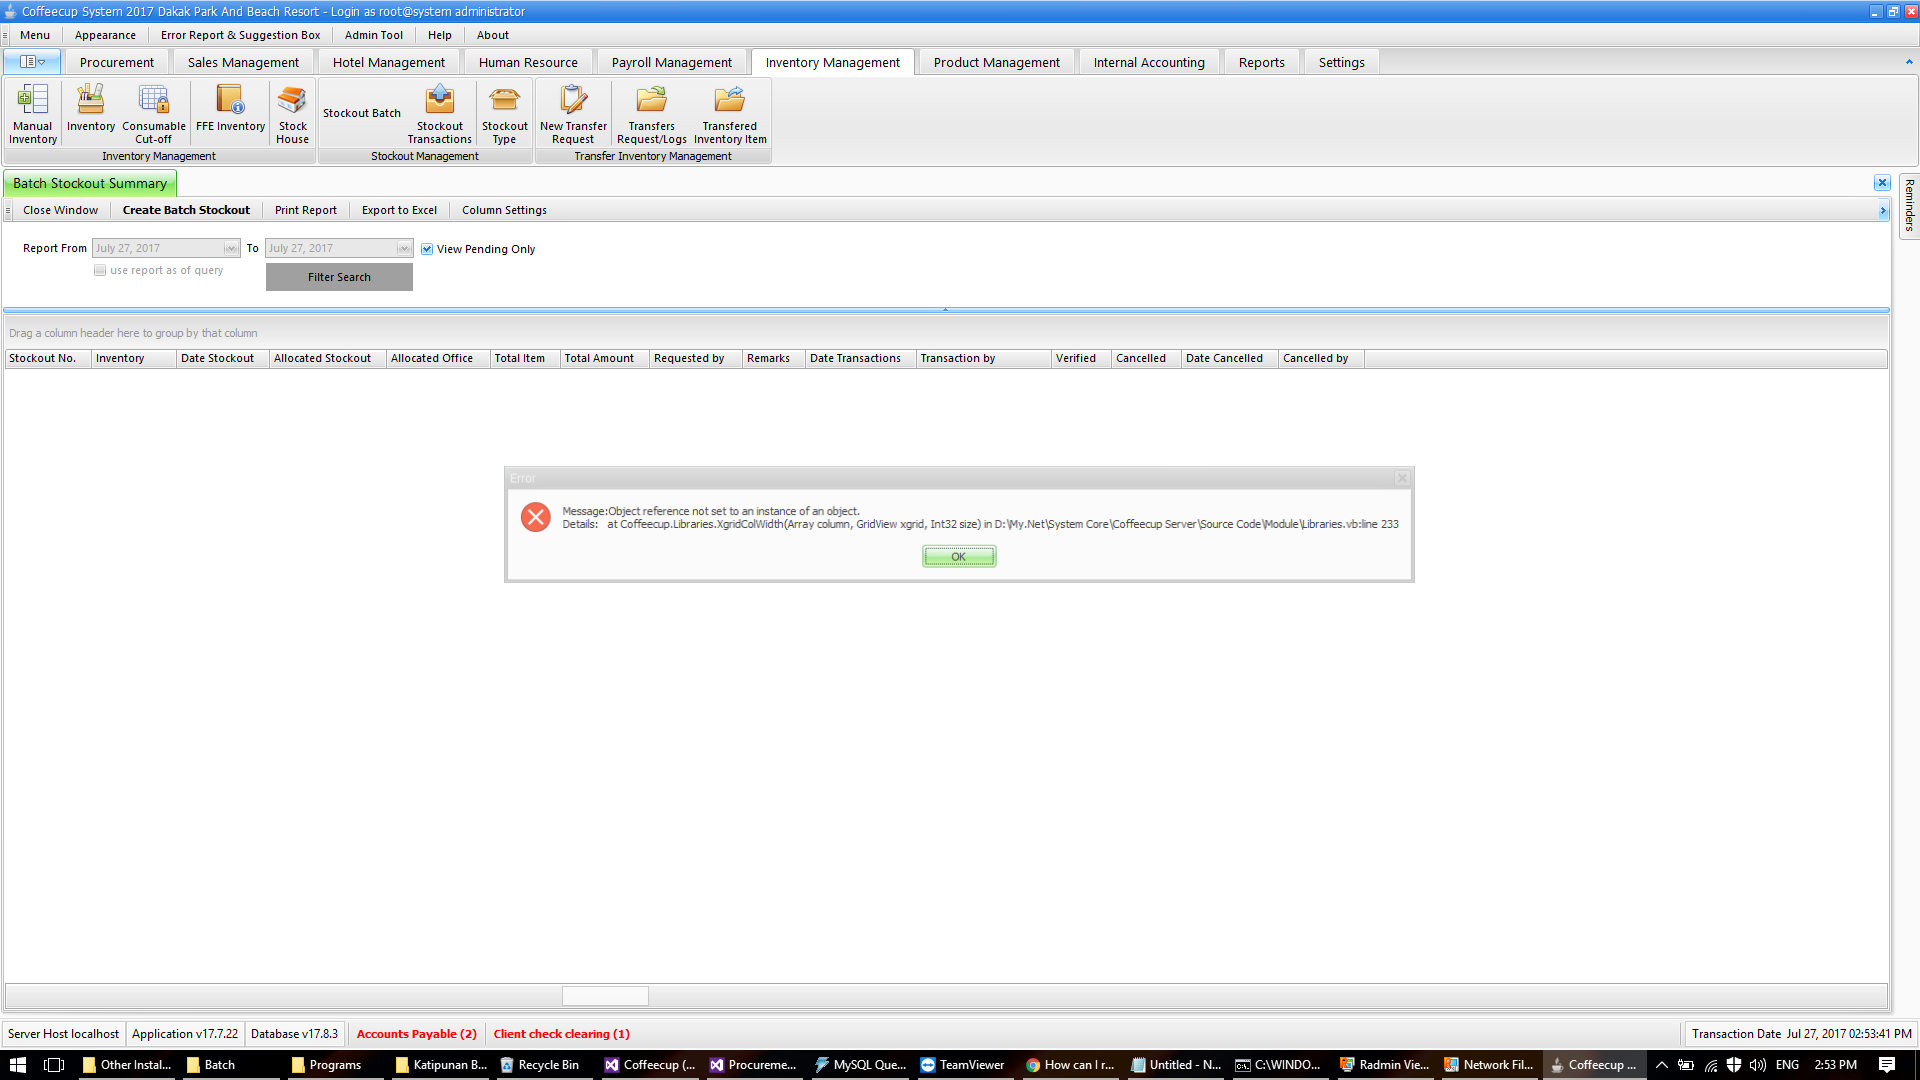 Coffeecup System 2017 Dakak Park And Beach Resort - Login as root@system administrator
Menu Appearance Error Report & Suggestion Box Admin Tool Help About
Procurement Sales Management Hotel Management Human Resource Payroll Management Inventory Management Product Management Internal Accounting Reports Settings
Manual Inventory
Inventory
Consumable Cut-off
FFE Inventory
Stock House
Stockout Batch
Stockout Transactions
Stockout Type
New Transfer Request
Transfers Request/Logs
Transfered Inventory Item
Inventory Management Stockout Management Transfer Inventory Management
Batch Stockout Summary
Reminders
Close Window Create Batch Stockout Print Report Export to Excel Column Settings
Report From July 27, 2017 To July 27, 2017 View Pending Only
use report as of query Filter Search
Drag a column header here to group by that column
Stockout No. Inventory Date Stockout Allocated Stockout Allocated Office Total Item Total Amount Requested by Remarks Date Transactions Transaction by Verified Cancelled Date Cancelled Cancelled by
Error
Message:Object reference not set to an instance of an object.
Details: at Coffeecup.Libraries.XgridColWidth(Array column, GridView xgrid, Int32 size) in D:\My.Net\System Core\Coffeecup Server\Source Code\Module\Libraries.vb:line 233
OK
Server Host localhost Application v17.7.22 Database v17.8.3 Accounts Payable (2) Client check clearing (1) Transaction Date Jul 27, 2017 02:53:41 PM
Other Instal... Batch Programs Katipunan B... Recycle Bin Coffeecup (... Procureme... MySQL Que... TeamViewer How can I r... Untitled - N... C:\WINDO... Radmin Vie... Network Fil... Coffeecup ... ENG 2:53 PM